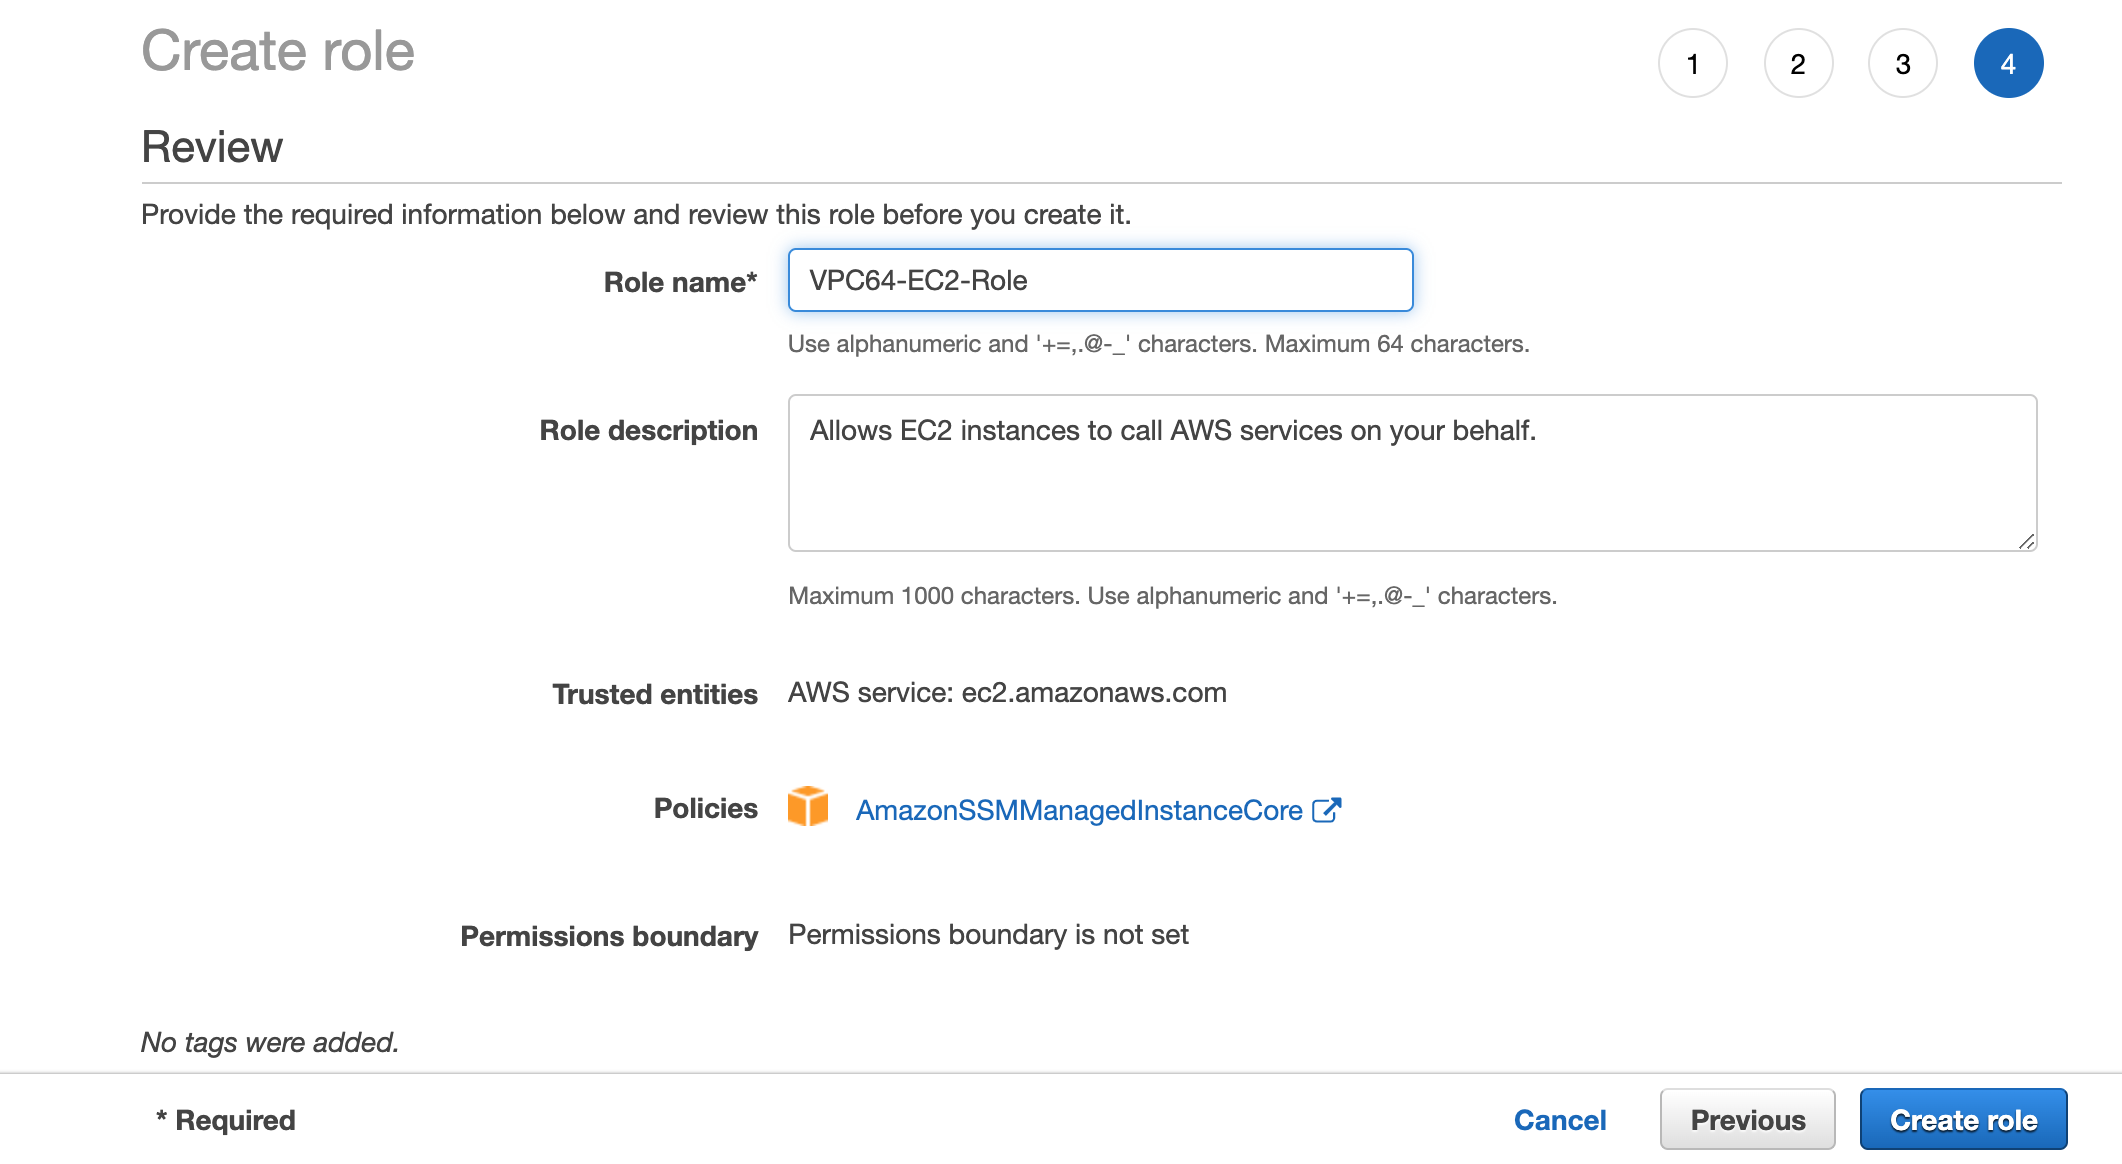 Create role
1 2 3 4
Review
Provide the required information below and review this role before you create it.
Role name* VPC64-EC2-Role
Use alphanumeric and '+=,.@-_' characters. Maximum 64 characters.
Role description Allows EC2 instances to call AWS services on your behalf.
Maximum 1000 characters. Use alphanumeric and '+=,.@-_' characters.
Trusted entities AWS service: ec2.amazonaws.com
Policies AmazonSSMManagedInstanceCore
Permissions boundary Permissions boundary is not set
No tags were added.
* Required Cancel Previous Create role